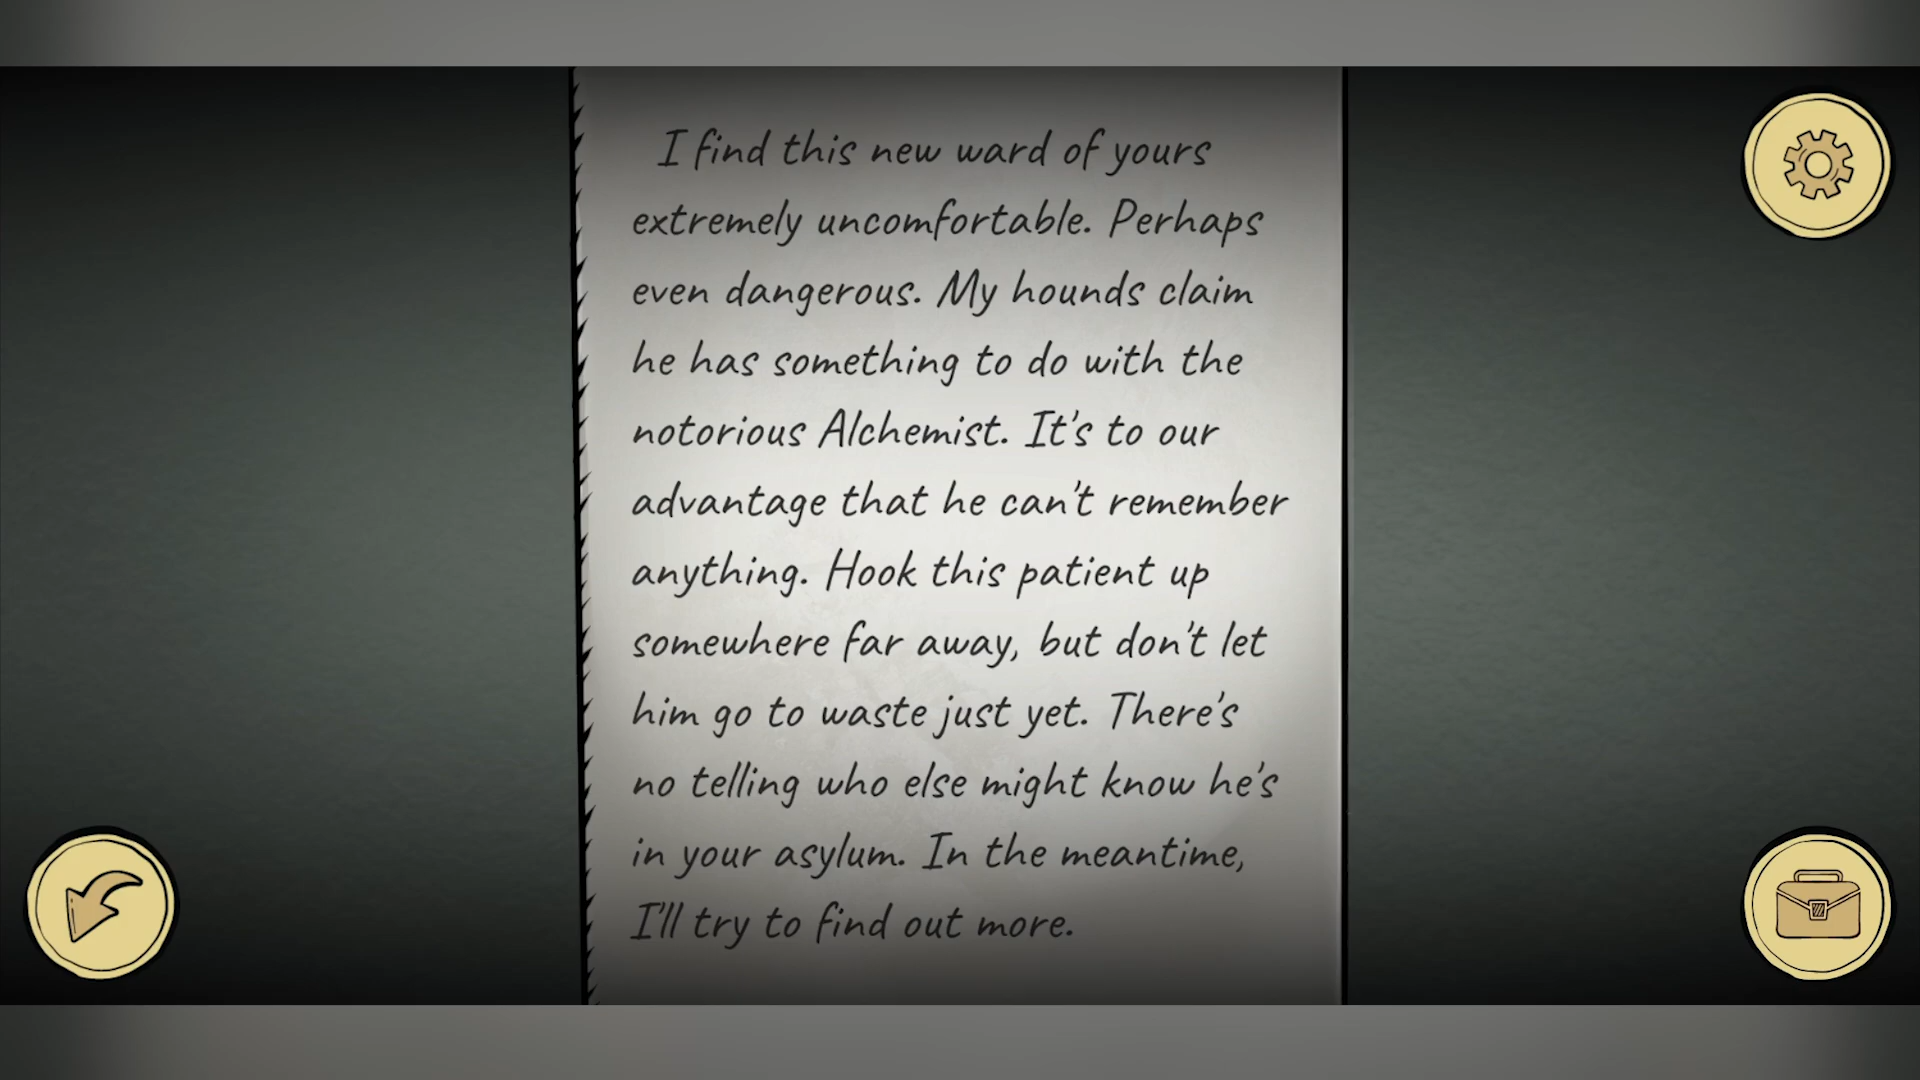 I find this new ward of yours
extremely uncomfortable. Perhaps
even dangerous. My hounds claim
he has something to do with the
notorious Alchemist. It's to our
advantage that he can't remember
anything. Hook this patient up
somewhere far away, but don't let
him go to waste just yet. There's
no telling who else might know he's
in your asylum. In the meantime,
I'll try to find out more.